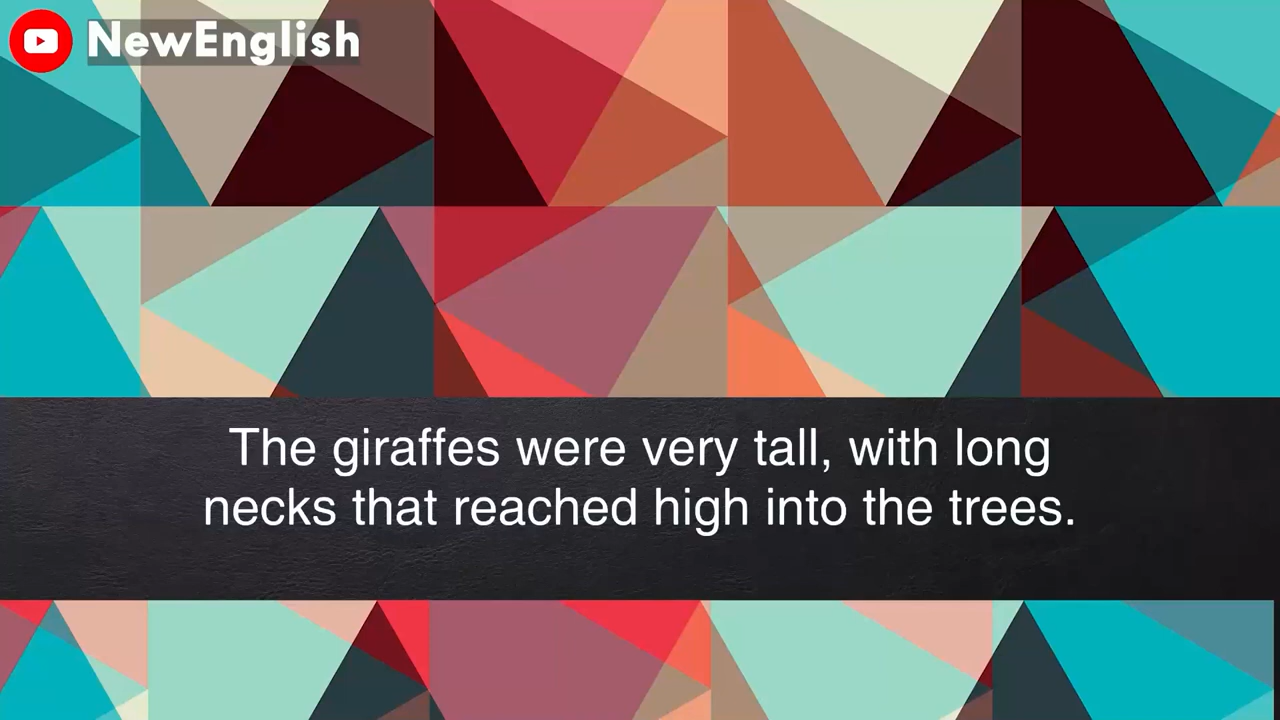 NewEnglish
The giraffes were very tall, with long
necks that reached high into the trees.